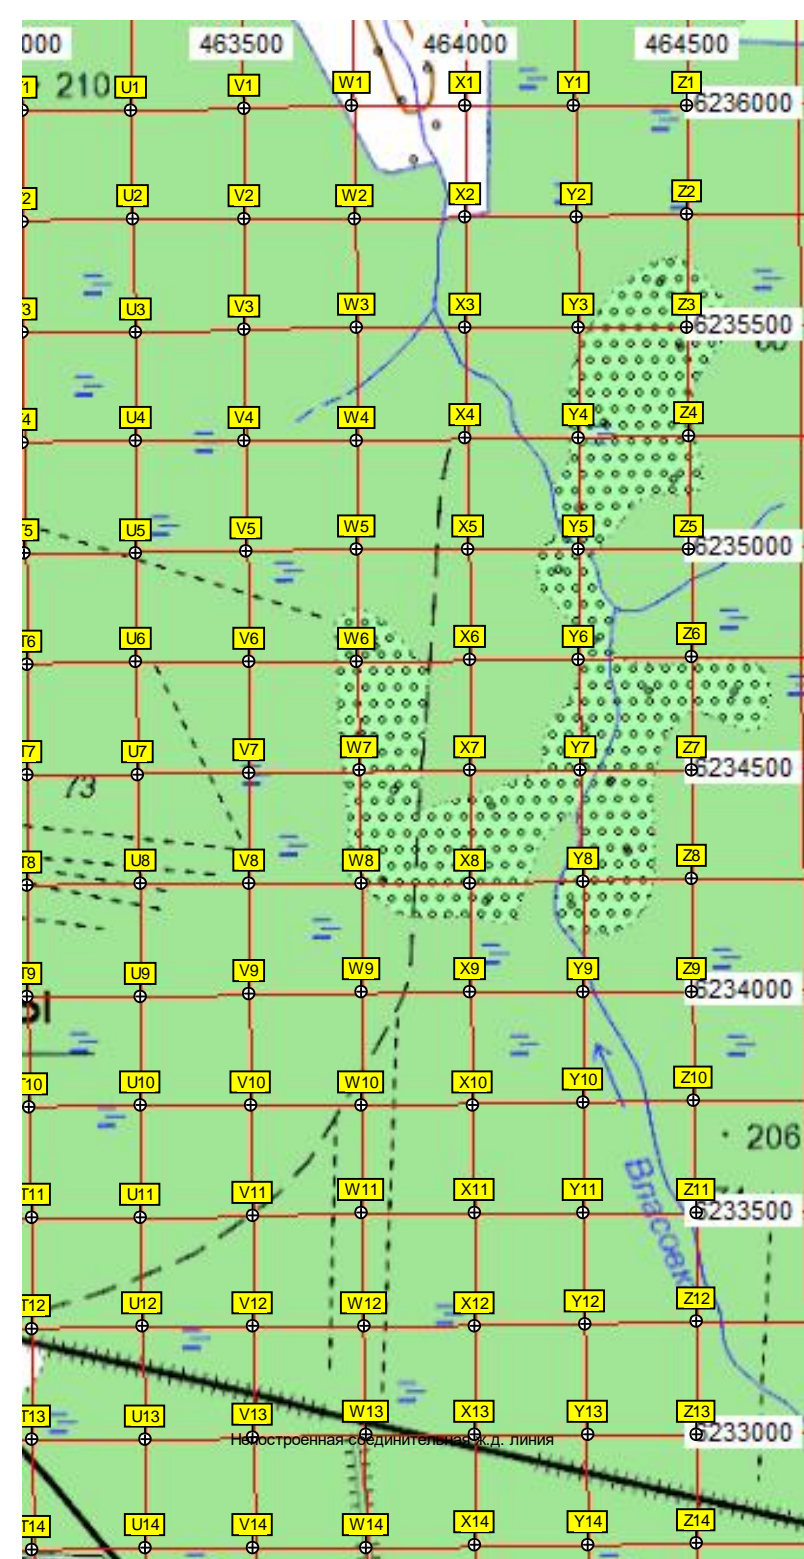 000 463500 464000 464500
210
1 U1 V1 W1 X1 Y1 Z1 6236000
2 U2 V2 W2 X2 Y2 Z2
3 U3 V3 W3 X3 Y3 Z3 6235500
4 U4 V4 W4 X4 Y4 Z4
T5 U5 V5 W5 X5 Y5 Z5 6235000
T6 U6 V6 W6 X6 Y6 Z6
T7 U7 V7 W7 X7 Y7 Z7 6234500
73
T8 U8 V8 W8 X8 Y8 Z8
T9 U9 V9 W9 X9 Y9 Z9 6234000
ы
T10 U10 V10 W10 X10 Y10 Z10
206
T11 U11 V11 W11 X11 Y11 Z11 6233500
Власовк
T12 U12 V12 W12 X12 Y12 Z12
T13 U13 V13 W13 X13 Y13 Z13 6233000
Непостроенная соединительная ж.д. линия
T14 U14 V14 W14 X14 Y14 Z14